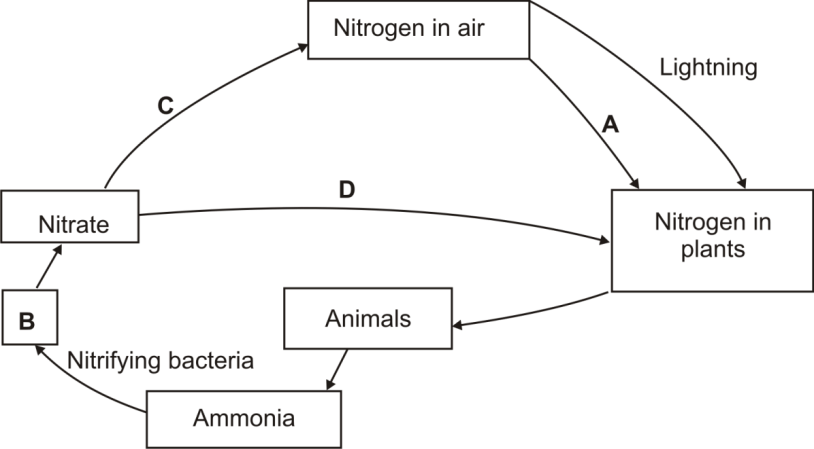 Nitrogen in air
Lightning
C
A
D
Nitrate
Nitrogen in
plants
B
Animals
Nitrifying bacteria
Ammonia